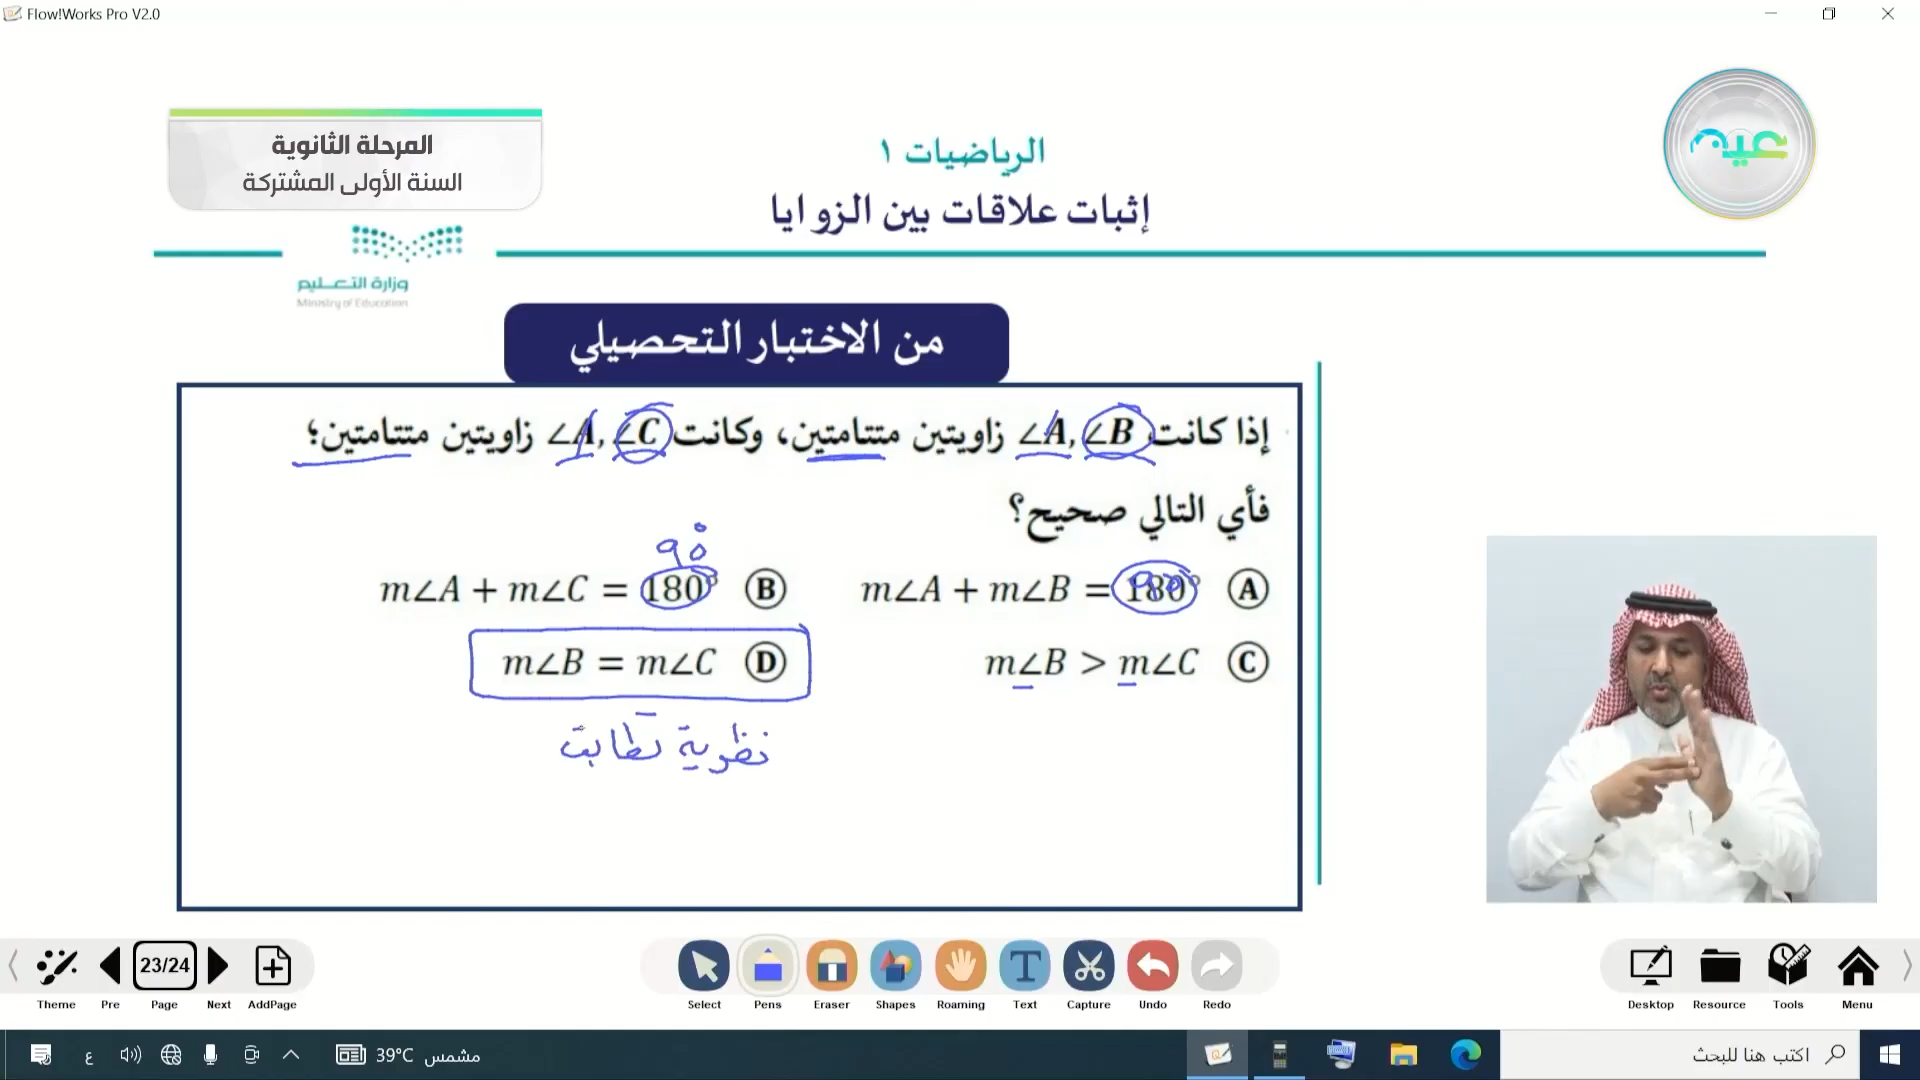 Flow!Works Pro V2.0
المرحلة الثانوية
السنة الأولى المشتركة
الرياضيات ١
إثبات علاقات بين الزوايا
عين
وزارة التعليم
Ministry of Education
من الاختبار التحصيلي
إذا كانت ∠A, ∠B زاويتين متتامتين، وكانت ∠A, ∠C زاويتين متتامتين؛
فأي التالي صحيح؟
90°
Ⓐ m∠A + m∠B = 180° 90
Ⓑ m∠A + m∠C = 180°
Ⓒ m∠B > m∠C
Ⓓ m∠B = m∠C
نظرية تطابق
Theme
Pre
23/24
Page
Next
AddPage
Select
Pens
Eraser
Shapes
Roaming
T
Text
Capture
Undo
Redo
Desktop
Resource
Tools
Menu
ع
39°C مشمس
اكتب هنا للبحث